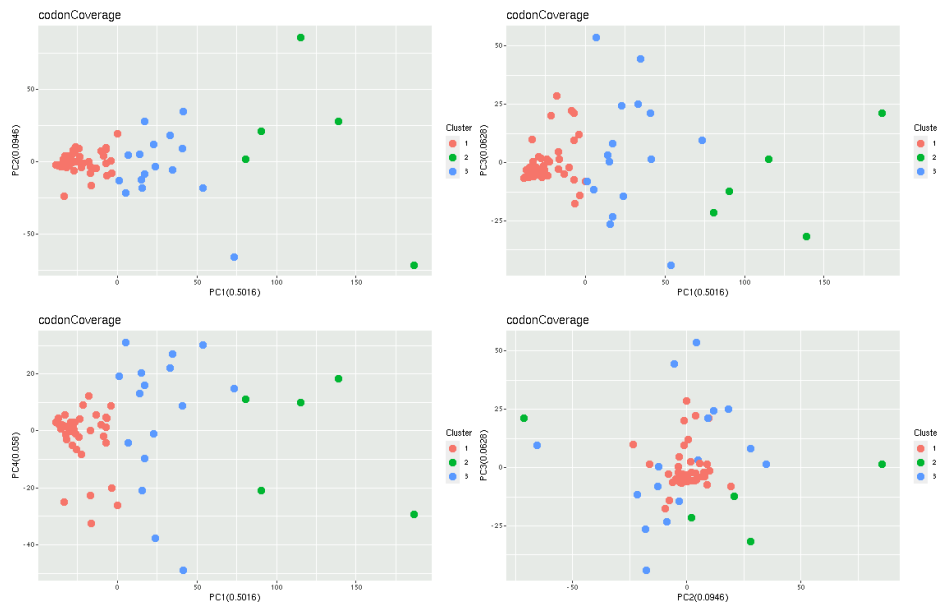 codonCoverage
50
0
-50
PC2(0.0946)
0
50
100
150
PC1(0.5016)
Cluster
1
2
3
codonCoverage
50
25
0
-25
PC3(0.0628)
0
50
100
150
PC1(0.5016)
Cluster
1
2
3
codonCoverage
20
0
-20
-40
PC4(0.058)
0
50
100
150
PC1(0.5016)
Cluster
1
2
3
codonCoverage
50
25
0
-25
PC3(0.0628)
-50
0
50
PC2(0.0946)
Cluster
1
2
3